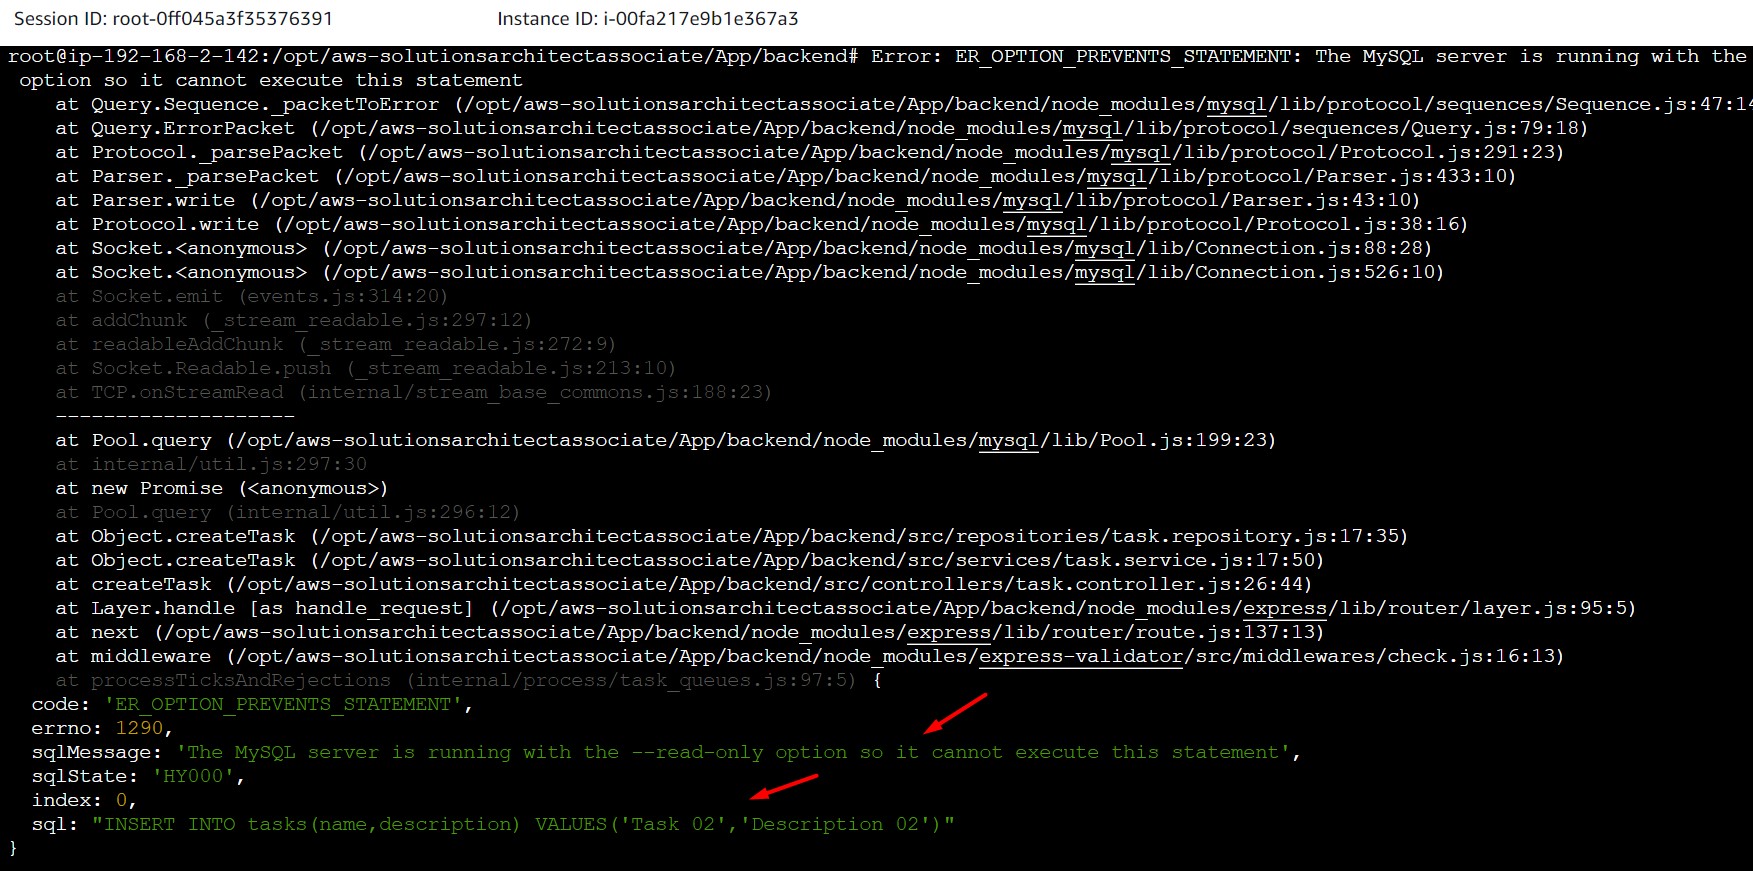 Session ID: root-0ff045a3f35376391 Instance ID: i-00fa217e9b1e367a3
root@ip-192-168-2-142:/opt/aws-solutionsarchitectassociate/App/backend# Error: ER_OPTION_PREVENTS_STATEMENT: The MySQL server is running with the
option so it cannot execute this statement
at Query.Sequence._packetToError (/opt/aws-solutionsarchitectassociate/App/backend/node_modules/mysql/lib/protocol/sequences/Sequence.js:47:14
at Query.ErrorPacket (/opt/aws-solutionsarchitectassociate/App/backend/node_modules/mysql/lib/protocol/sequences/Query.js:79:18)
at Protocol._parsePacket (/opt/aws-solutionsarchitectassociate/App/backend/node_modules/mysql/lib/protocol/Protocol.js:291:23)
at Parser._parsePacket (/opt/aws-solutionsarchitectassociate/App/backend/node_modules/mysql/lib/protocol/Parser.js:433:10)
at Parser.write (/opt/aws-solutionsarchitectassociate/App/backend/node_modules/mysql/lib/protocol/Parser.js:43:10)
at Protocol.write (/opt/aws-solutionsarchitectassociate/App/backend/node_modules/mysql/lib/protocol/Protocol.js:38:16)
at Socket.<anonymous> (/opt/aws-solutionsarchitectassociate/App/backend/node_modules/mysql/lib/Connection.js:88:28)
at Socket.<anonymous> (/opt/aws-solutionsarchitectassociate/App/backend/node_modules/mysql/lib/Connection.js:526:10)
at Socket.emit (events.js:314:20)
at addChunk (_stream_readable.js:297:12)
at readableAddChunk (_stream_readable.js:272:9)
at Socket.Readable.push (_stream_readable.js:213:10)
at TCP.onStreamRead (internal/stream_base_commons.js:188:23)
--------------------
at Pool.query (/opt/aws-solutionsarchitectassociate/App/backend/node_modules/mysql/lib/Pool.js:199:23)
at internal/util.js:297:30
at new Promise (<anonymous>)
at Pool.query (internal/util.js:296:12)
at Object.createTask (/opt/aws-solutionsarchitectassociate/App/backend/src/repositories/task.repository.js:17:35)
at Object.createTask (/opt/aws-solutionsarchitectassociate/App/backend/src/services/task.service.js:17:50)
at createTask (/opt/aws-solutionsarchitectassociate/App/backend/src/controllers/task.controller.js:26:44)
at Layer.handle [as handle_request] (/opt/aws-solutionsarchitectassociate/App/backend/node_modules/express/lib/router/layer.js:95:5)
at next (/opt/aws-solutionsarchitectassociate/App/backend/node_modules/express/lib/router/route.js:137:13)
at middleware (/opt/aws-solutionsarchitectassociate/App/backend/node_modules/express-validator/src/middlewares/check.js:16:13)
at processTicksAndRejections (internal/process/task_queues.js:97:5) {
code: 'ER_OPTION_PREVENTS_STATEMENT',
errno: 1290,
sqlMessage: 'The MySQL server is running with the --read-only option so it cannot execute this statement',
sqlState: 'HY000',
index: 0,
sql: "INSERT INTO tasks(name,description) VALUES('Task 02','Description 02')"
}